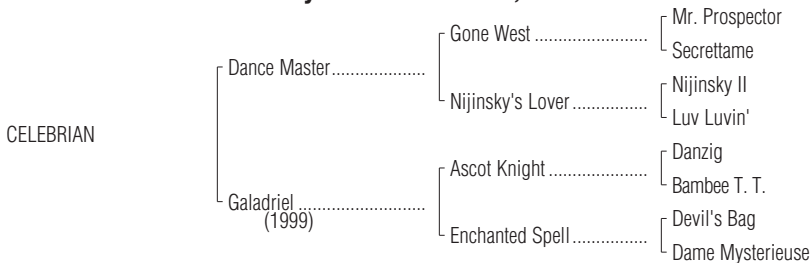 Mr. Prospector
Gone West ........................
Secrettame
Dance Master....................
Nijinsky II
Nijinsky's Lover ................
Luv Luvin'
CELEBRIAN
Danzig
Ascot Knight .....................
Bambee T. T.
Galadriel ...........................
(1999)
Devil's Bag
Enchanted Spell................
Dame Mysterieuse